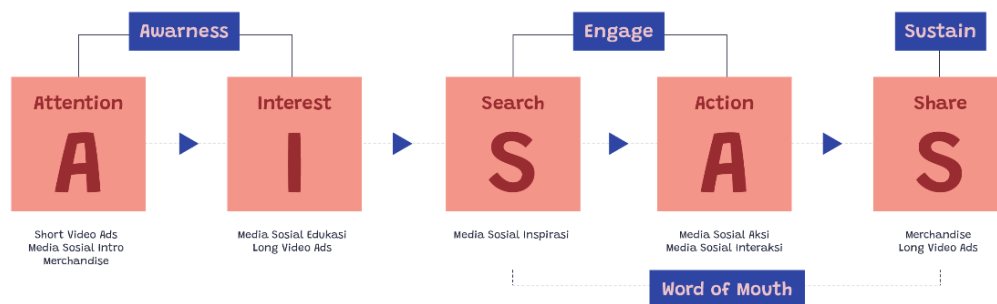 Awarness
Engage
Sustain
Attention
Interest
Search
Action
Share
A
I
S
A
S
Short Video Ads
Media Sosial Intro
Merchandise
Media Sosial Edukasi
Long Video Ads
Media Sosial Inspirasi
Media Sosial Aksi
Media Sosial Interaksi
Merchandise
Long Video Ads
Word of Mouth